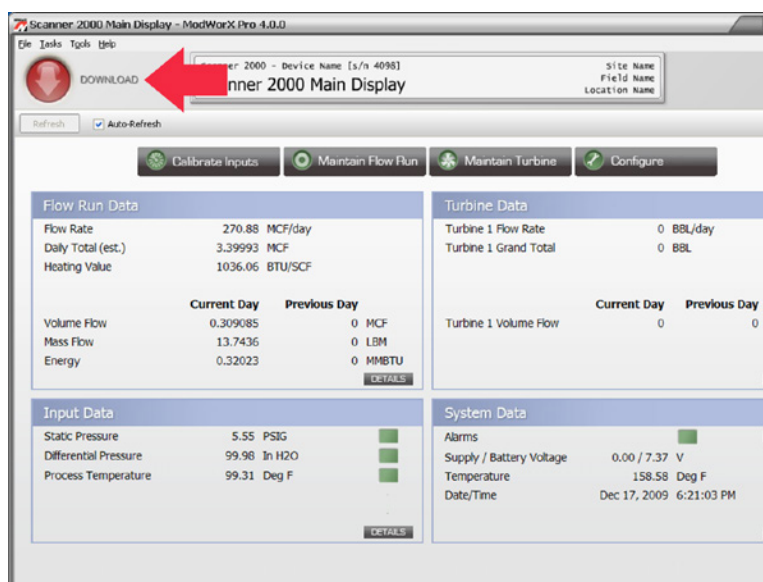 Scanner 2000 Main Display - ModWorX Pro 4.0.0
File Tasks Tools Help
DOWNLOAD
2000 - Device Name [s/n 4098]
2000 Main Display
Site Name
Field Name
Location Name
Refresh Auto-Refresh
Calibrate Inputs Maintain Flow Run Maintain Turbine Configure
Flow Run Data
Flow Rate 270.88 MCF/day
Daily Total (est.) 3.39993 MCF
Heating Value 1036.06 BTU/SCF
Current Day Previous Day
Volume Flow 0.309085 0 MCF
Mass Flow 13.7436 0 LBM
Energy 0.32023 0 MMBTU
DETAILS
Turbine Data
Turbine 1 Flow Rate 0 BBL/day
Turbine 1 Grand Total 0 BBL
Current Day Previous Day
Turbine 1 Volume Flow 0 0
Input Data
Static Pressure 5.55 PSIG
Differential Pressure 99.98 In H2O
Process Temperature 99.31 Deg F
DETAILS
System Data
Alarms
Supply / Battery Voltage 0.00 / 7.37 V
Temperature 158.58 Deg F
Date/Time Dec 17, 2009 6:21:03 PM